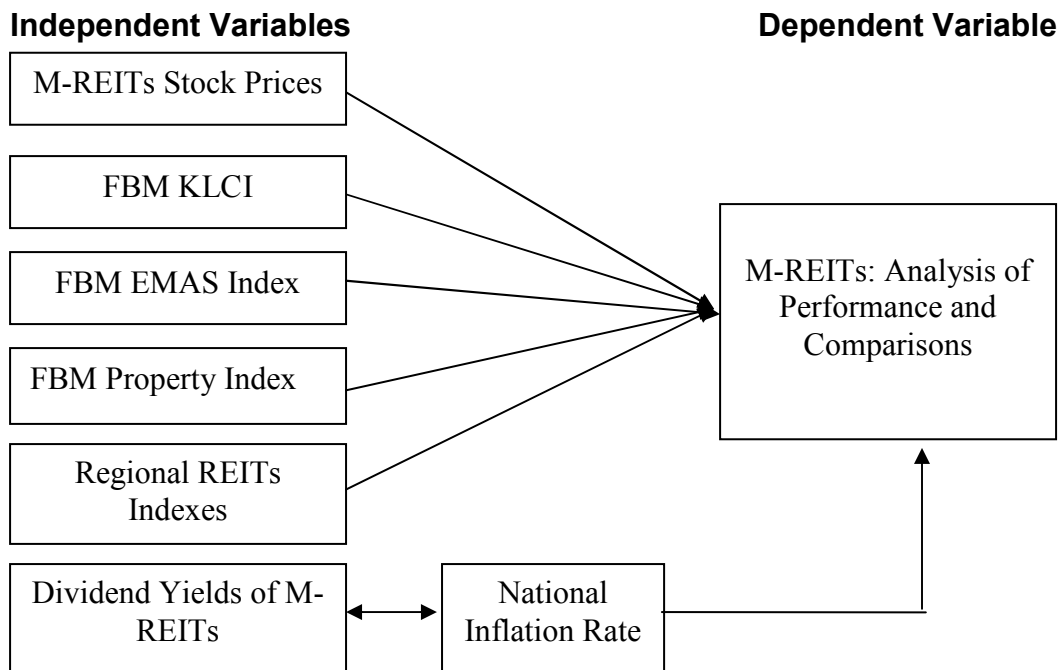 Independent Variables
Dependent Variable
M-REITs Stock Prices
FBM KLCI
FBM EMAS Index
FBM Property Index
Regional REITs
Indexes
Dividend Yields of M-
REITs
National
Inflation Rate
M-REITs: Analysis of
Performance and
Comparisons